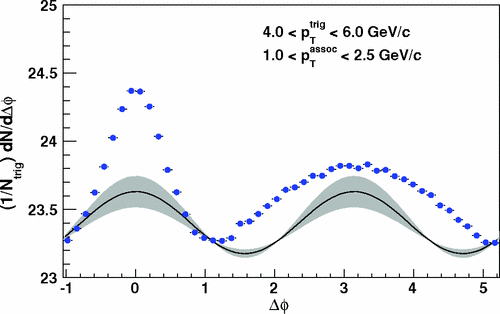 4.0 < p_T^trig < 6.0 GeV/c
1.0 < p_T^assoc < 2.5 GeV/c
(1/N_trig) dN/dΔϕ
25
24.5
24
23.5
23
-1 0 1 2 3 4 5
Δϕ